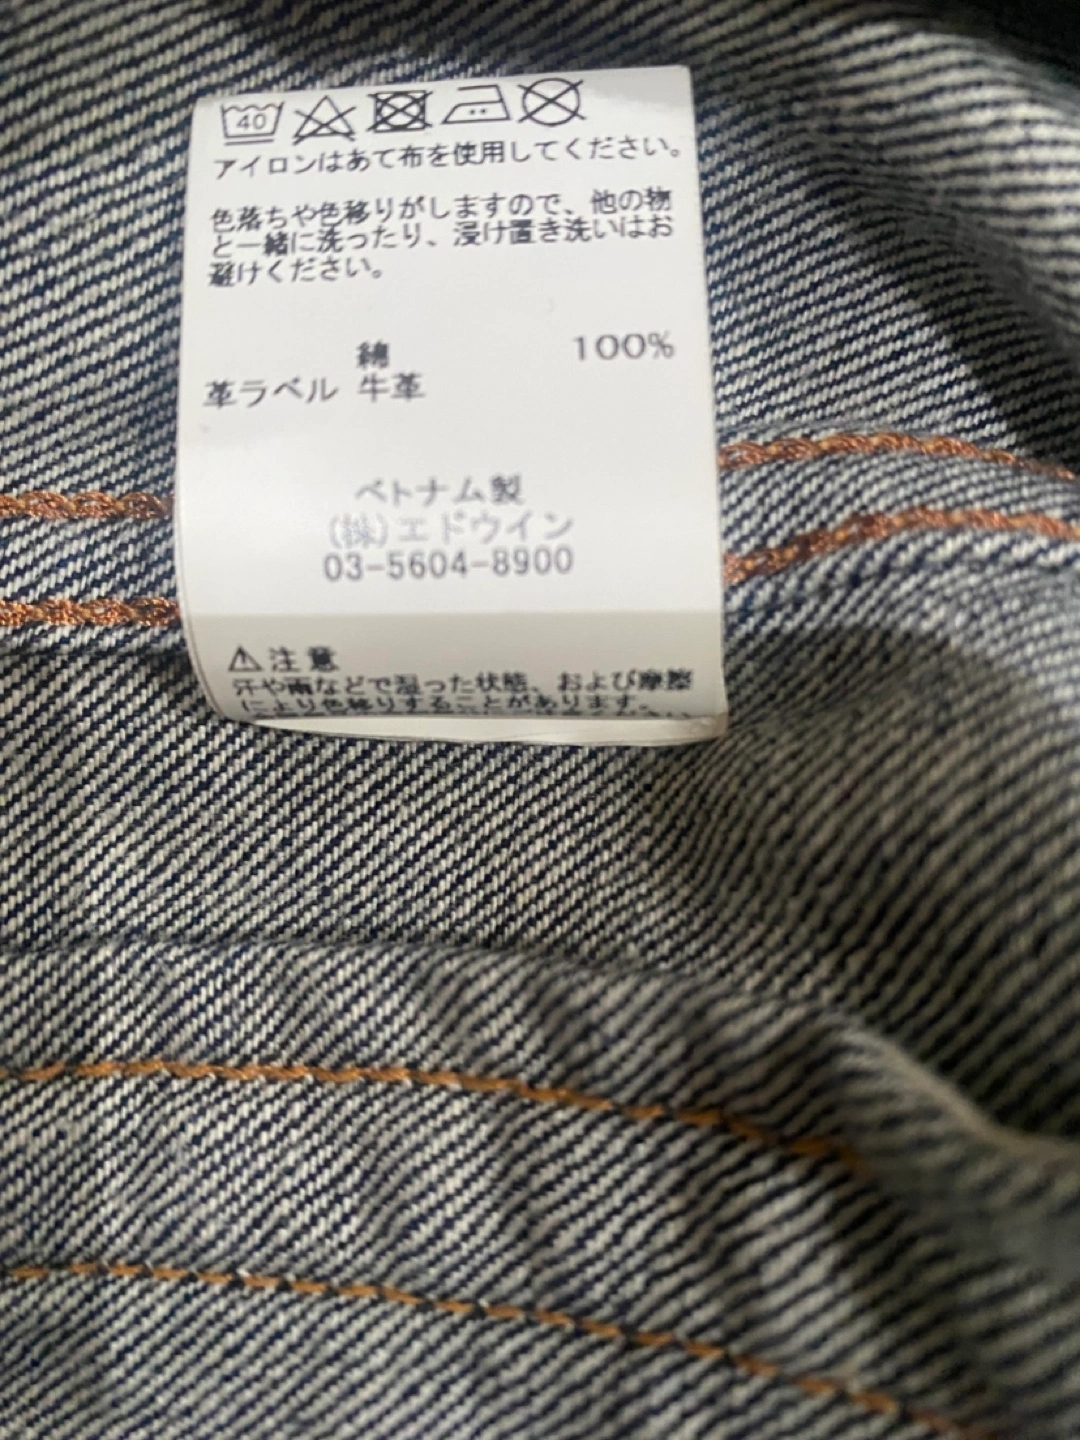 40
アイロンはあて布を使用してください。
色落ちや色移りがしますので、他の物
と一緒に洗ったり、浸け置き洗いはお
避けください。
綿 100%
革ラベル 牛革
ベトナム製
(株)エドウイン
03-5604-8900
⚠注意
汗や雨などで湿った状態、および摩擦
により色移りすることがあります。